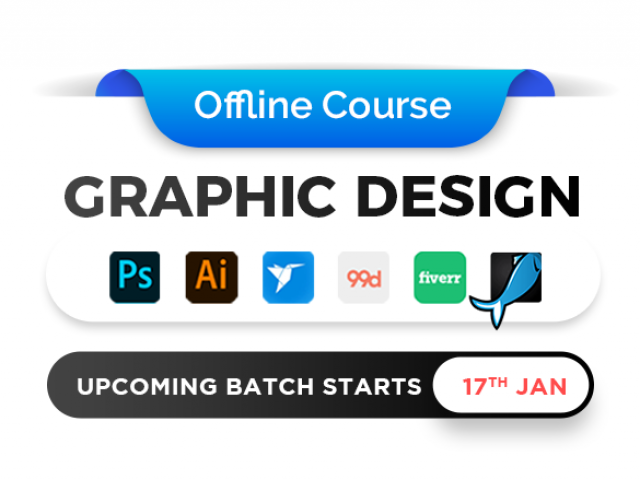 Offline Course
GRAPHIC DESIGN
Ps Ai 99d fiverr
UPCOMING BATCH STARTS 17TH JAN